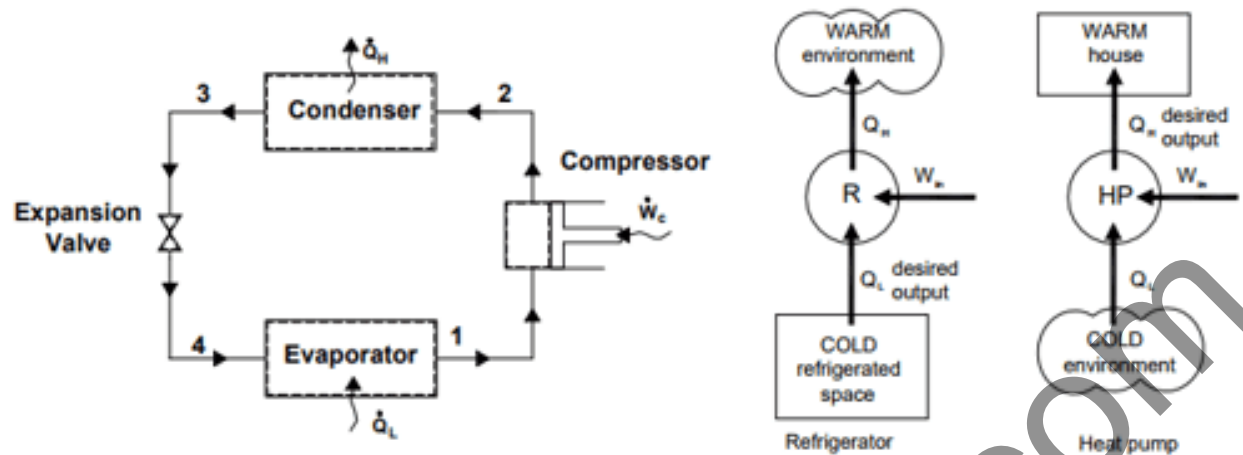 Q̇H
3
Condenser
2
Compressor
Expansion
Valve
Ẇc
4
Evaporator
1
Q̇L
WARM
environment
QH
R
Win
QL desired
output
COLD
refrigerated
space
Refrigerator
WARM
house
QH desired
output
HP
Win
QL
COLD
environment
Heat pump
com